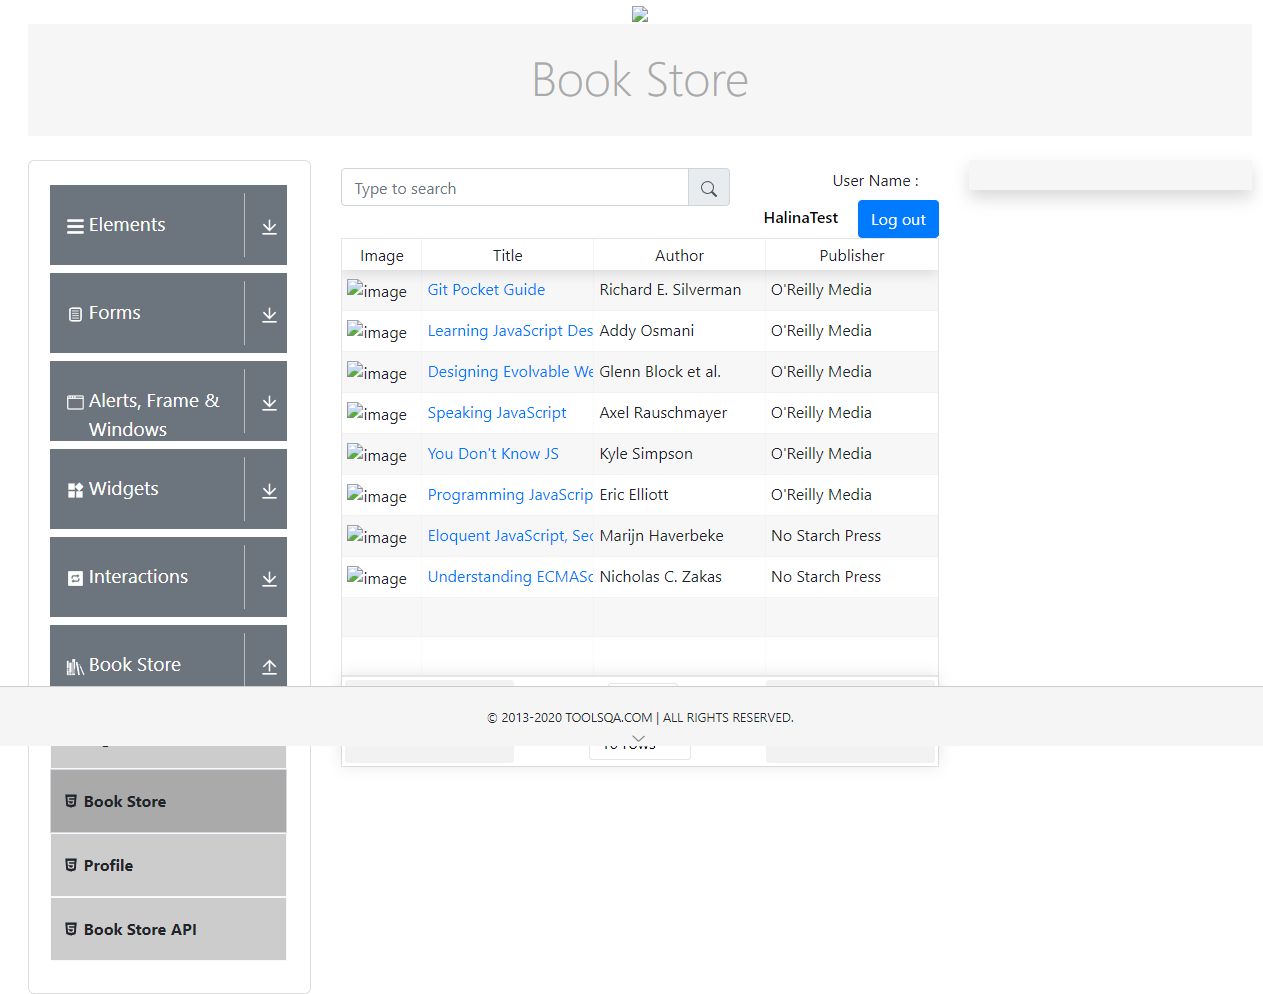 Book Store
Elements
Forms
Alerts, Frame &
Windows
Widgets
Interactions
Book Store
Book Store
Profile
Book Store API
Type to search
User Name :
HalinaTest
Log out
Image Title Author Publisher
image Git Pocket Guide Richard E. Silverman O'Reilly Media
image Learning JavaScript Des Addy Osmani O'Reilly Media
image Designing Evolvable We Glenn Block et al. O'Reilly Media
image Speaking JavaScript Axel Rauschmayer O'Reilly Media
image You Don't Know JS Kyle Simpson O'Reilly Media
image Programming JavaScrip Eric Elliott O'Reilly Media
image Eloquent JavaScript, Sec Marijn Haverbeke No Starch Press
image Understanding ECMASc Nicholas C. Zakas No Starch Press
© 2013-2020 TOOLSQA.COM | ALL RIGHTS RESERVED.
10 rows